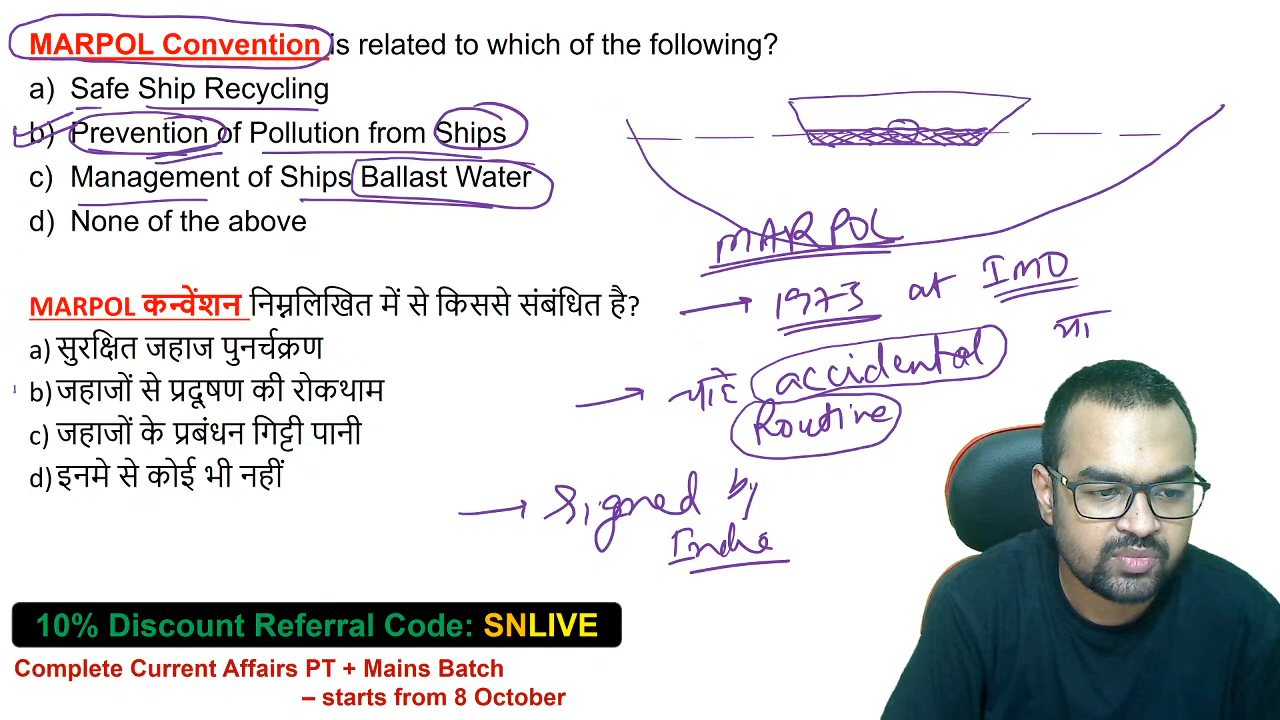 MARPOL Convention is related to which of the following?
a) Safe Ship Recycling
b) Prevention of Pollution from Ships
c) Management of Ships Ballast Water
d) None of the above
MARPOL कन्वेंशन निम्नलिखित में से किससे संबंधित है?
a) सुरक्षित जहाज पुनर्चक्रण
b) जहाजों से प्रदूषण की रोकथाम
c) जहाजों के प्रबंधन गिट्टी पानी
d) इनमे से कोई भी नहीं
MARPOL
→ 1973 at IMO
या
→ चाहे accidental
Routine
→ Signed by
India
10% Discount Referral Code: SNLIVE
Complete Current Affairs PT + Mains Batch
– starts from 8 October